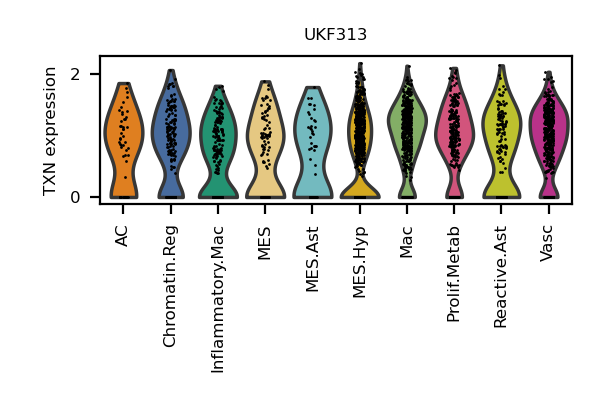 UKF313
TXN expression
2
0
AC
Chromatin.Reg
Inflammatory.Mac
MES
MES.Ast
MES.Hyp
Mac
Prolif.Metab
Reactive.Ast
Vasc